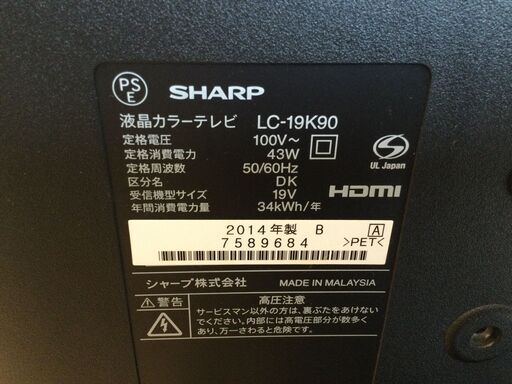 PS
E
SHARP
液晶カラーテレビ LC-19K90
定格電圧 100V~
定格消費電力 43W
定格周波数 50/60Hz
区分名 DK
受信機型サイズ 19V
年間消費電力量 34kWh/年
S
UL Japan
HDMI
2014年製 B A
7589684 >PET<
シャープ株式会社 MADE IN MALAYSIA
⚠警告 高圧注意
サービスマン以外の方は、裏ぶたをあけない
でください。内部には高電圧部分が数多く
あり、万一さわると危険です。